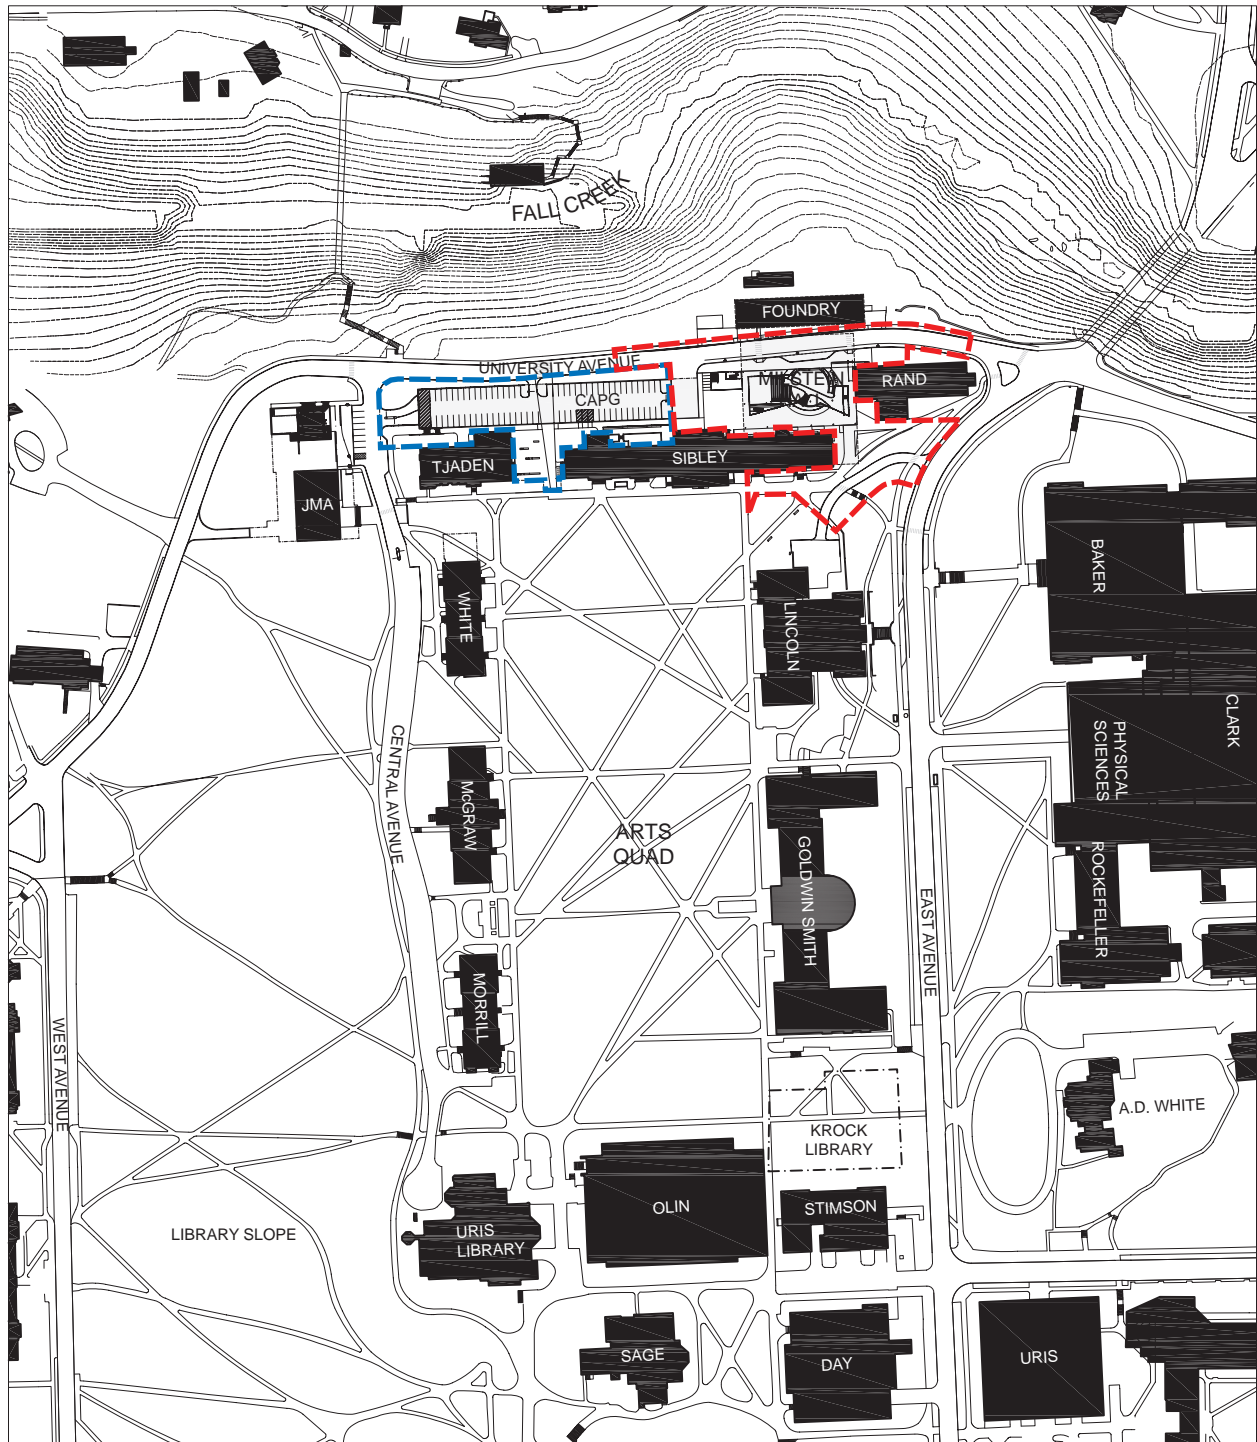 FALL CREEK
FOUNDRY
UNIVERSITY AVENUE
MILSTEIN
RAND
CAPG
TJADEN
SIBLEY
JMA
BAKER
WHITE
LINCOLN
CLARK
PHYSICAL
SCIENCES
CENTRAL AVENUE
McGRAW
ARTS
QUAD
GOLDWIN SMITH
ROCKEFELLER
EAST AVENUE
MORRILL
WEST AVENUE
A.D. WHITE
KROCK
LIBRARY
OLIN
STIMSON
LIBRARY SLOPE
URIS
LIBRARY
SAGE
DAY
URIS